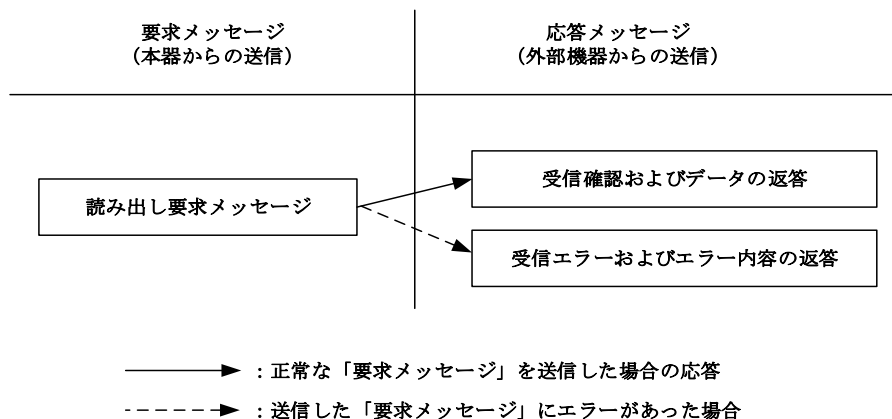 要求メッセージ
（本器からの送信）
応答メッセージ
（外部機器からの送信）
読み出し要求メッセージ
受信確認およびデータの返答
受信エラーおよびエラー内容の返答
：正常な「要求メッセージ」を送信した場合の応答
：送信した「要求メッセージ」にエラーがあった場合